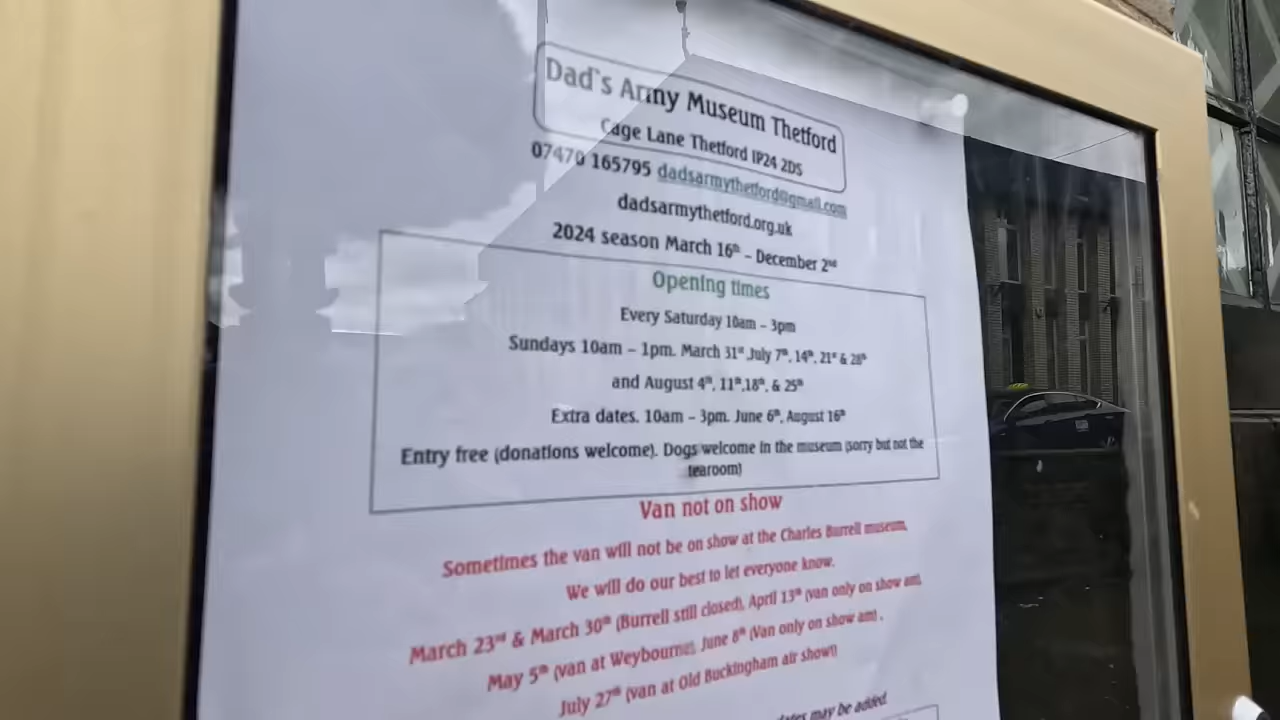 Dad`s Army Museum Thetford
Cage Lane Thetford IP24 2DS
07470 165795 dadsarmythetford@gmail.com
dadsarmythetford.org.uk
2024 season March 16th – December 2nd
Opening times
Every Saturday 10am – 3pm
Sundays 10am – 1pm. March 31st July 7th, 14th, 21st & 28th
and August 4th, 11th,18th, & 25th
Extra dates. 10am – 3pm. June 6th, August 16th
Entry free (donations welcome). Dogs welcome in the museum (sorry but not the
tearoom)
Van not on show
Sometimes the van will not be on show at the Charles Burrell museum,
We will do our best to let everyone know.
March 23rd & March 30th (Burrell still closed), April 13th (van only on show am),
May 5th (van at Weybourne), June 8th (Van only on show am) ,
July 27th (van at Old Buckingham air show!)
may be added.